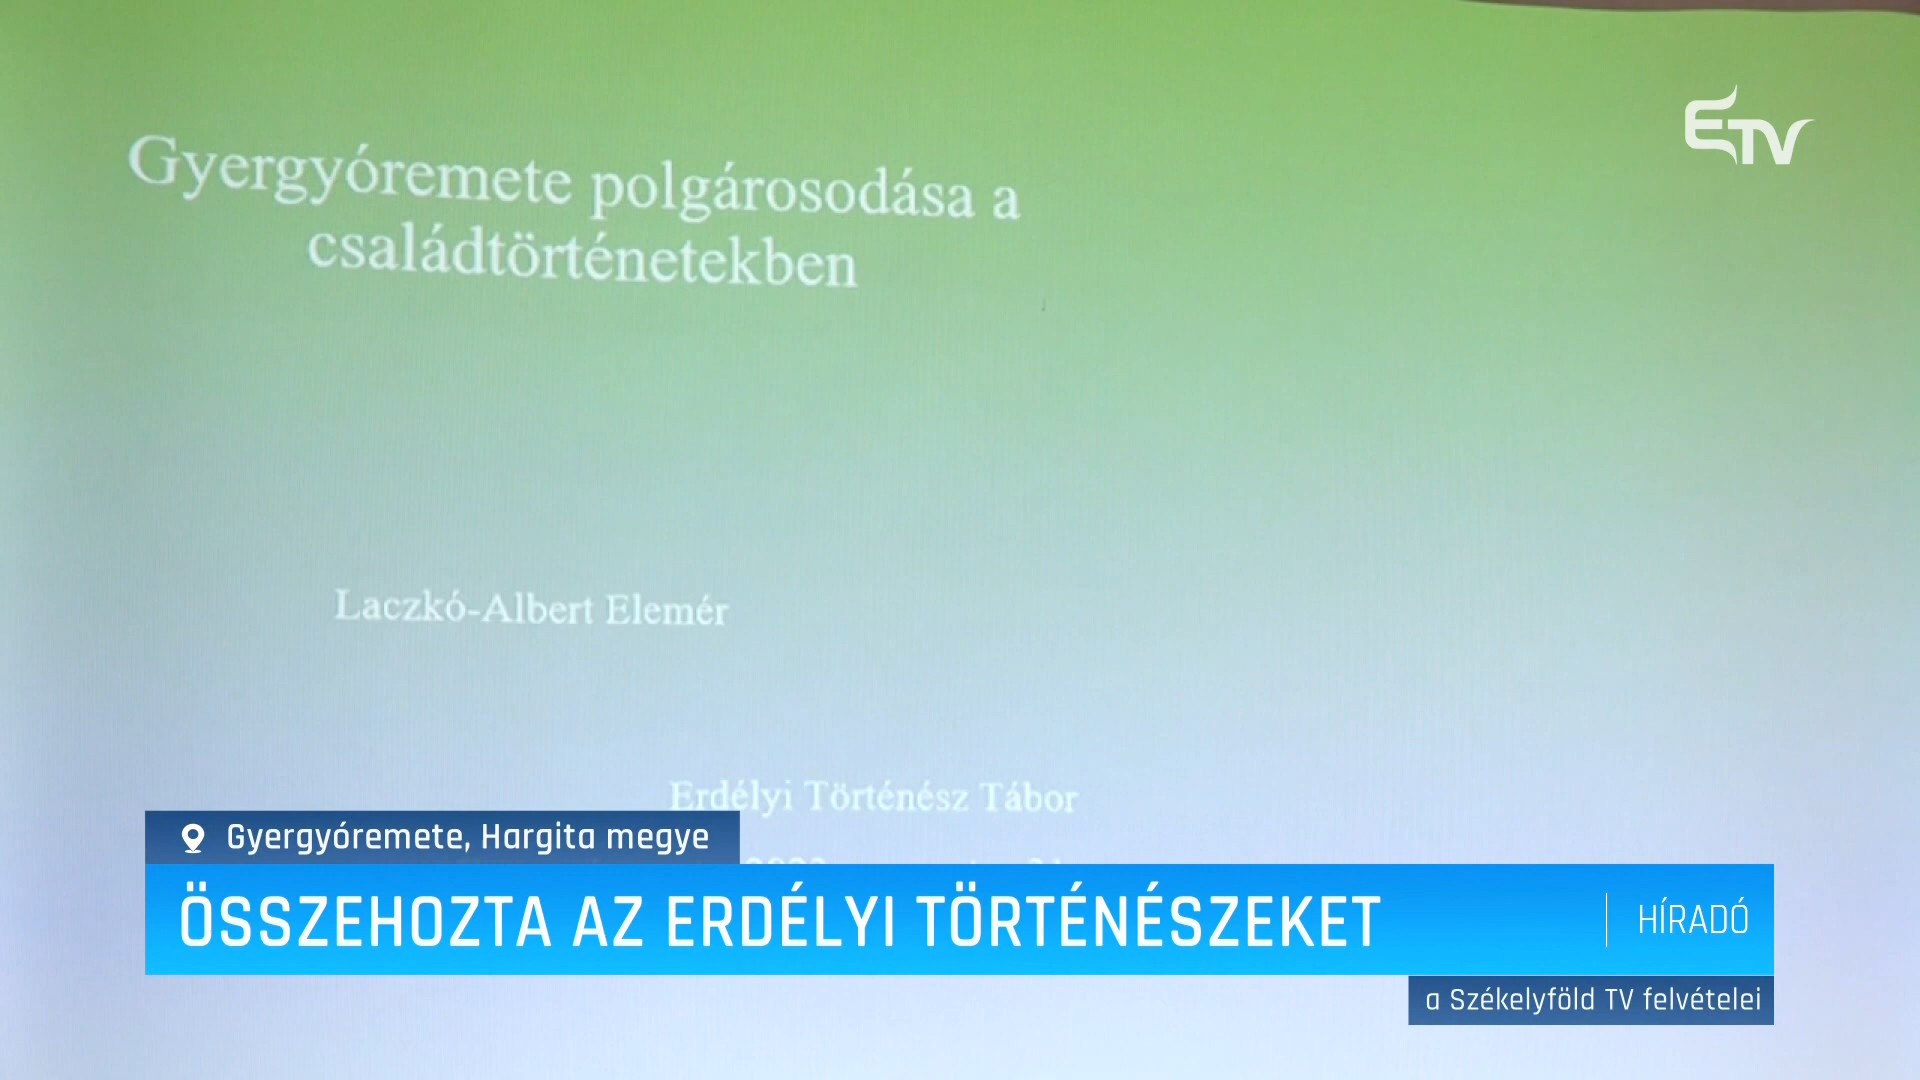 ETV
Gyergyóremete polgárosodása a
családtörténetekben
Laczkó-Albert Elemér
Erdélyi Történész Tábor
Gyergyóremete, Hargita megye
ÖSSZEHOZTA AZ ERDÉLYI TÖRTÉNÉSZEKET
HÍRADÓ
a Székelyföld TV felvételei